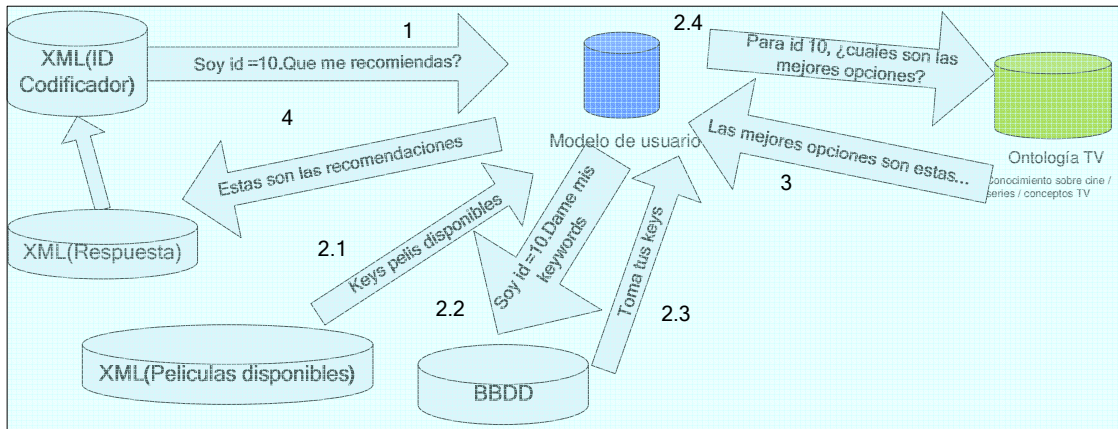 1
2.4
XML(ID
Codificador)
Soy id =10.Que me recomiendas?
Para id 10, ¿cuales son las
mejores opciones?
4
Modelo de usuario
Las mejores opciones son estas...
Ontología TV
conocimiento sobre cine /
series / conceptos TV
Estas son las recomendaciones
3
XML(Respuesta)
2.1
Keys pelis disponibles
Soy id =10.Dame mis
keywords
Toma tus keys
2.2
2.3
XML(Peliculas disponibles)
BBDD